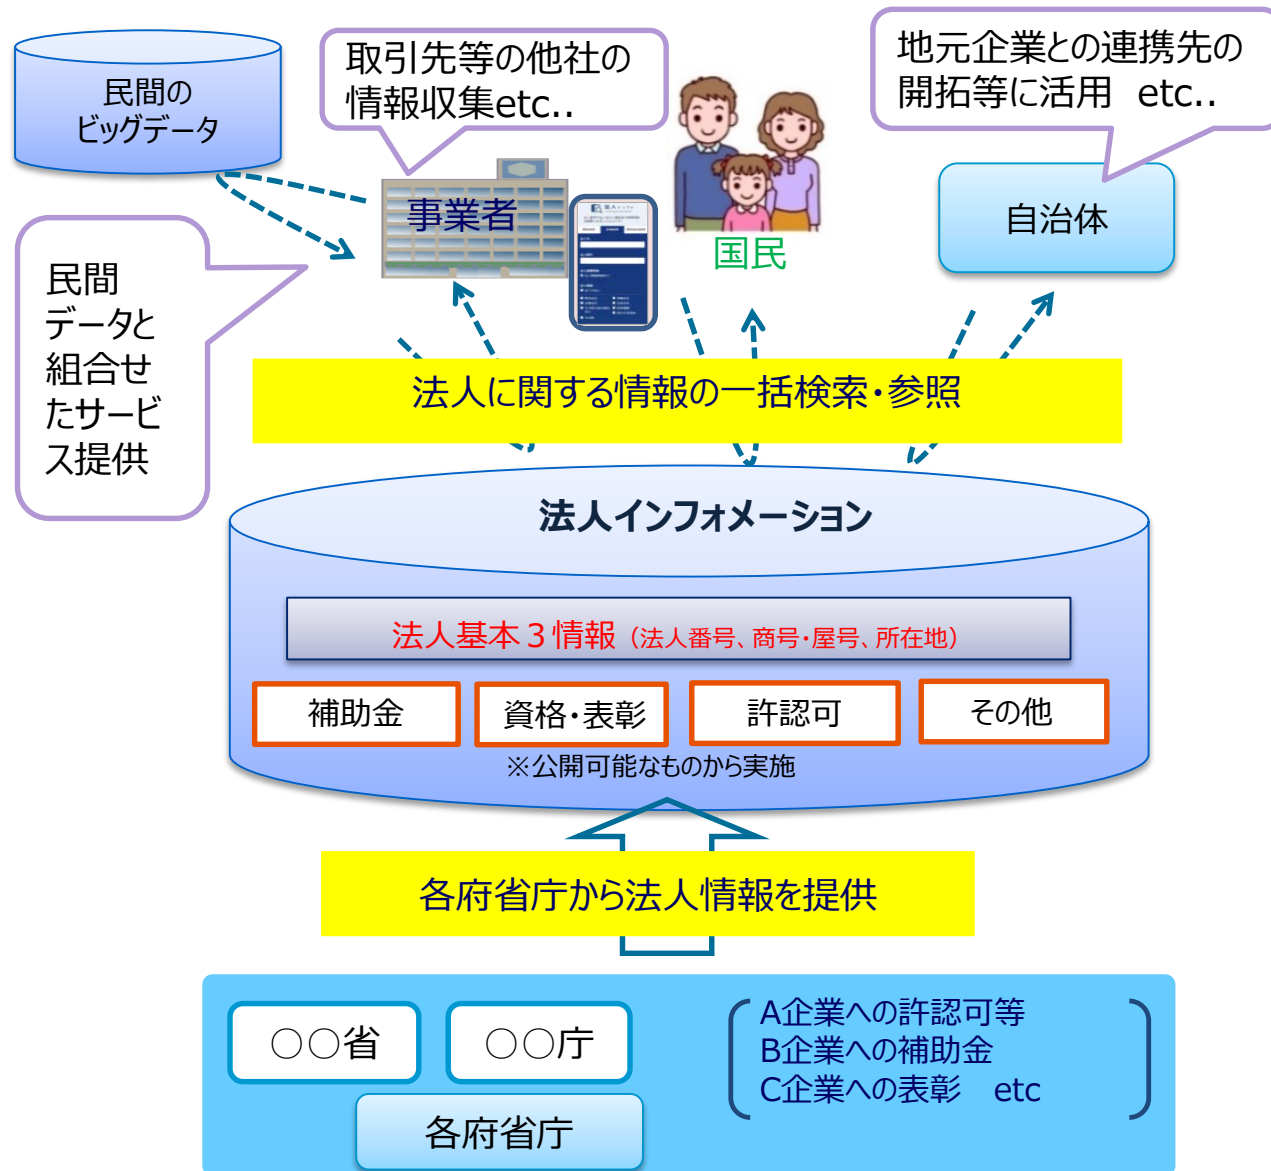 民間の
ビッグデータ
取引先等の他社の
情報収集etc..
地元企業との連携先の
開拓等に活用 etc..
事業者
国民
自治体
民間
データと
組合せ
たサービ
ス提供
法人に関する情報の一括検索・参照
法人インフォメーション
法人基本3情報（法人番号、商号・屋号、所在地）
補助金
資格・表彰
許認可
その他
※公開可能なものから実施
各府省庁から法人情報を提供
○○省
○○庁
各府省庁
A企業への許認可等
B企業への補助金
C企業への表彰 etc